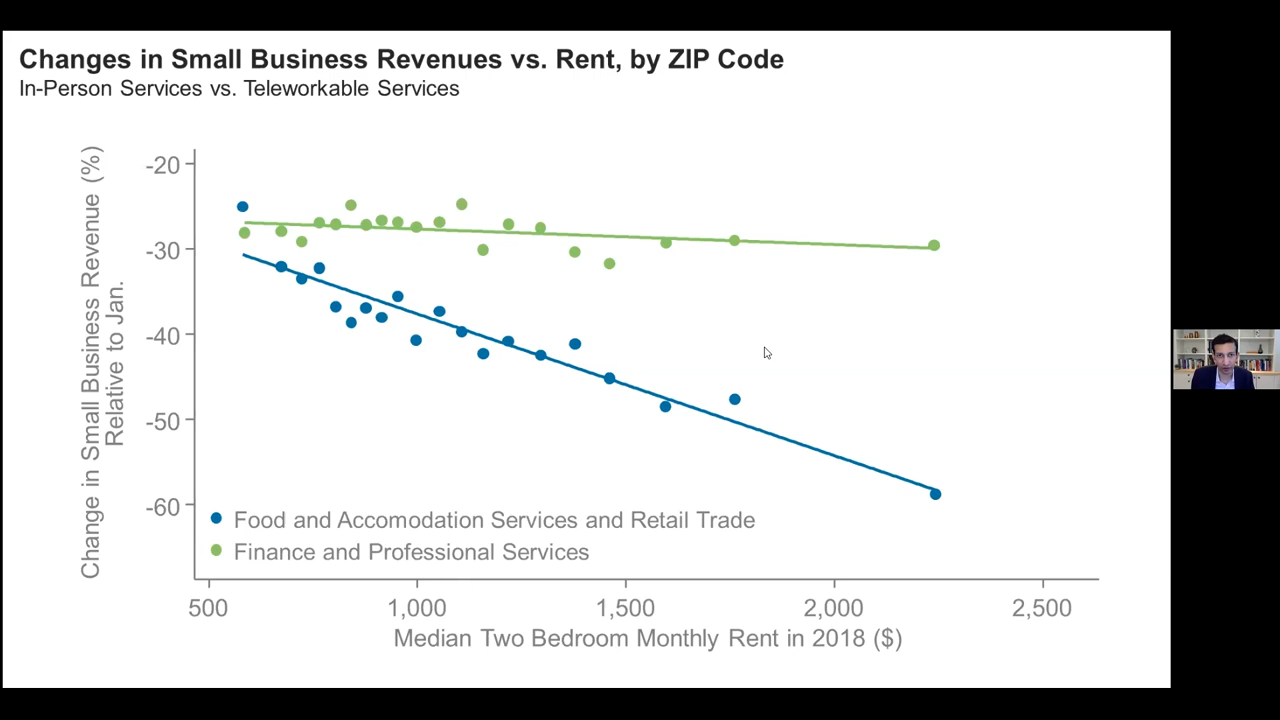 Changes in Small Business Revenues vs. Rent, by ZIP Code
In-Person Services vs. Teleworkable Services
Change in Small Business Revenue (%)
Relative to Jan.
-20
-30
-40
-50
-60
Food and Accomodation Services and Retail Trade
Finance and Professional Services
500 1,000 1,500 2,000 2,500
Median Two Bedroom Monthly Rent in 2018 ($)